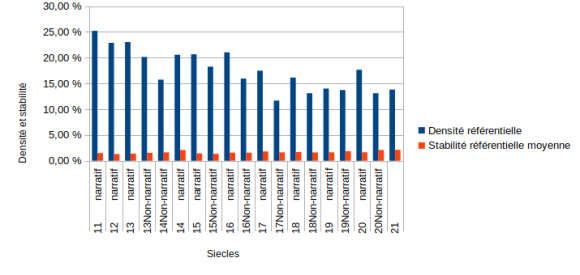 30,00 %
25,00 %
20,00 %
15,00 %
10,00 %
5,00 %
0,00 %
Densité et stabilité
11 narratif
12 narratif
13 narratif
13Non-narratif
14Non-narratif
14 narratif
15 narratif
15Non-narratif
16 narratif
16Non-narratif
17 narratif
17Non-narratif
18 narratif
18Non-narratif
19 narratif
19Non-narratif
20 narratif
20Non-narratif
21
Siecles
Densité référentielle
Stabilité référentielle moyenne